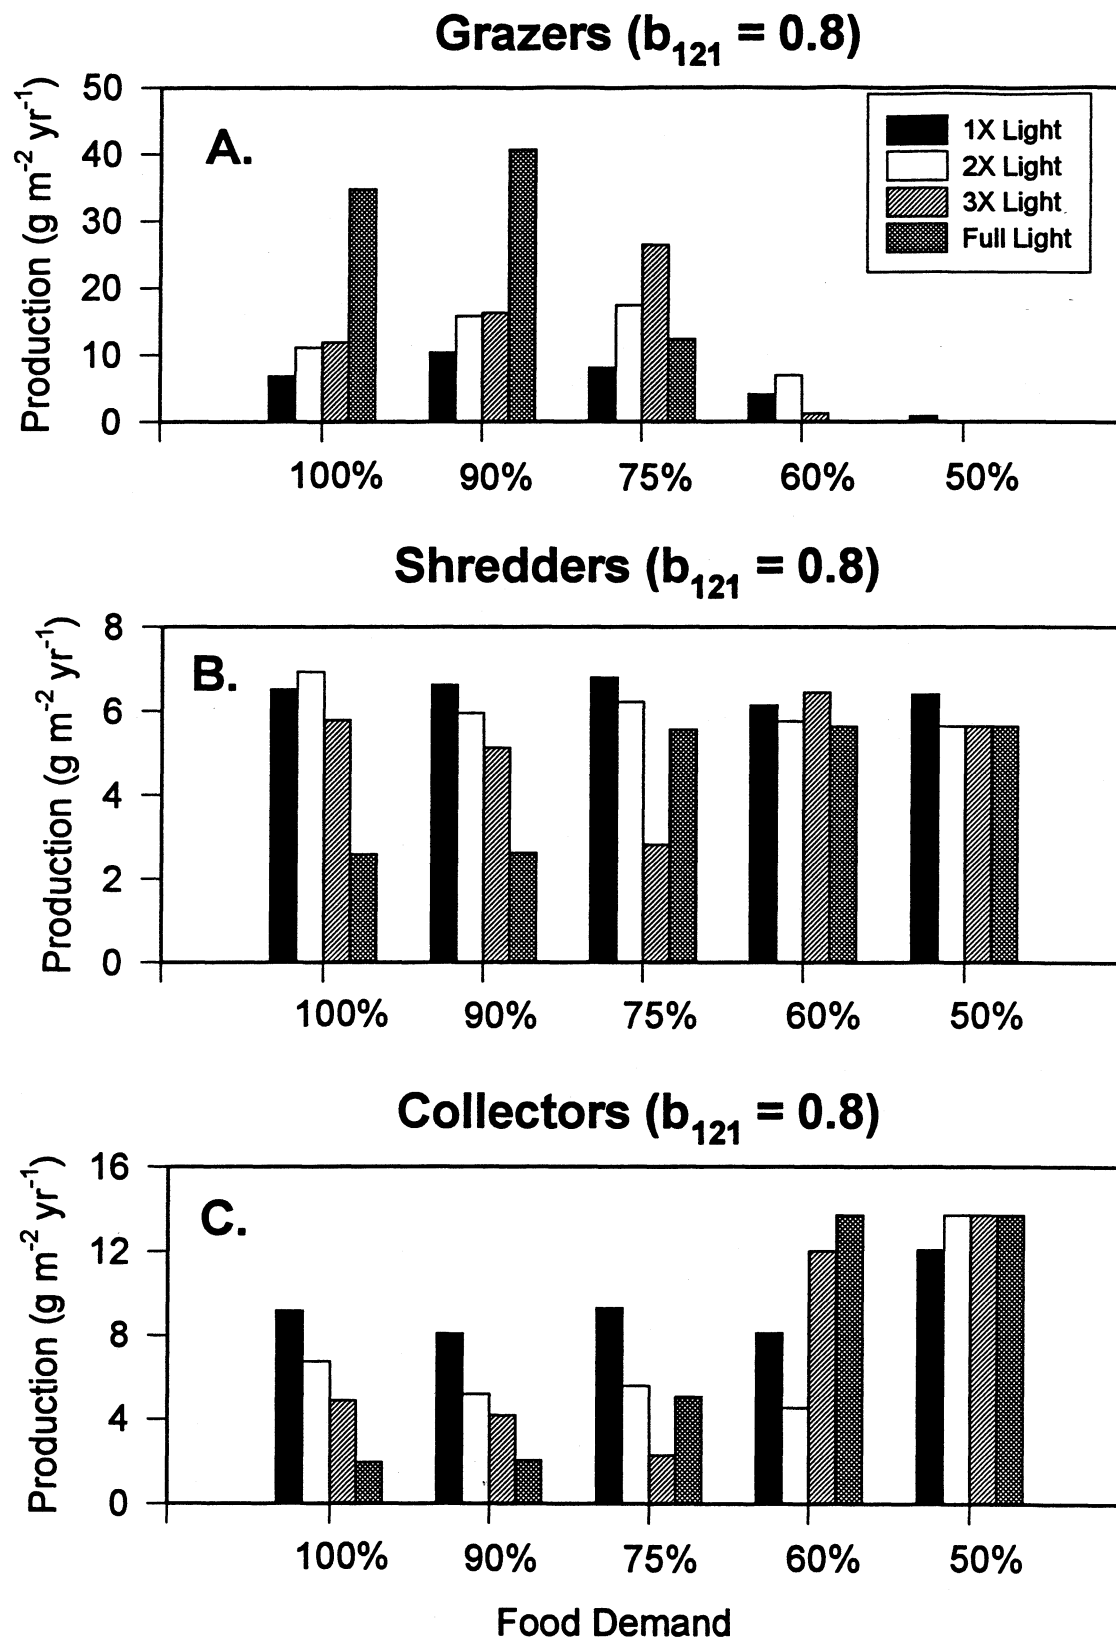 Grazers (b121 = 0.8)
A.
1X Light
2X Light
3X Light
Full Light
Production (g m-2 yr-1)
50
40
30
20
10
0
100% 90% 75% 60% 50%
Shredders (b121 = 0.8)
B.
Production (g m-2 yr-1)
8
6
4
2
0
100% 90% 75% 60% 50%
Collectors (b121 = 0.8)
C.
Production (g m-2 yr-1)
16
12
8
4
0
100% 90% 75% 60% 50%
Food Demand